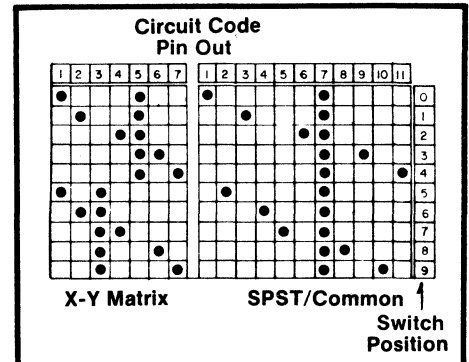 Circuit Code
Pin Out
1 2 3 4 5 6 7 1 2 3 4 5 6 7 8 9 10 11
0
1
2
3
4
5
6
7
8
9
X-Y Matrix SPST/Common
Switch
Position